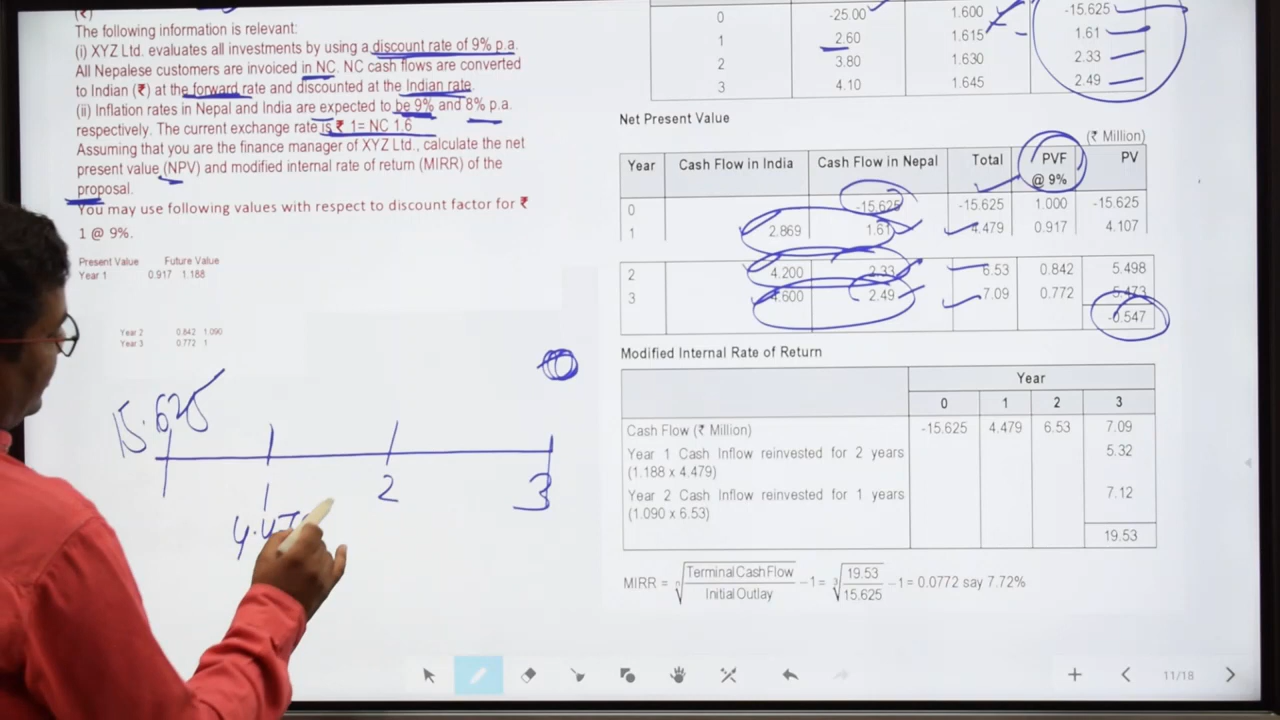 (₹)
The following information is relevant:
(i) XYZ Ltd. evaluates all investments by using a discount rate of 9% p.a.
All Nepalese customers are invoiced in NC. NC cash flows are converted
to Indian (₹) at the forward rate and discounted at the Indian rate.
(ii) Inflation rates in Nepal and India are expected to be 9% and 8% p.a.
respectively. The current exchange rate is ₹ 1= NC 1.6
Assuming that you are the finance manager of XYZ Ltd., calculate the net
present value (NPV) and modified internal rate of return (MIRR) of the
proposal.
You may use following values with respect to discount factor for ₹
1 @ 9%.
Present Value Future Value
Year 1 0.917 1.188
Year 2 0.842 1.090
Year 3 0.772 1
15.625
1 2 3
4.47
0 -25.00 1.600 -15.625
1 2.60 1.615 1.61
2 3.80 1.630 2.33
3 4.10 1.645 2.49
Net Present Value
(₹ Million)
Year Cash Flow in India Cash Flow in Nepal Total PVF @ 9% PV
0 -15.625 -15.625 1.000 -15.625
1 2.869 1.61 4.479 0.917 4.107
2 4.200 2.33 6.53 0.842 5.498
3 4.600 2.49 7.09 0.772 5.473
-0.547
Modified Internal Rate of Return
Year
0 1 2 3
Cash Flow (₹ Million) -15.625 4.479 6.53 7.09
Year 1 Cash Inflow reinvested for 2 years 5.32
(1.188 x 4.479)
Year 2 Cash Inflow reinvested for 1 years 7.12
(1.090 x 6.53)
19.53
MIRR = n√(Terminal Cash Flow / Initial Outlay) −1 = 3√(19.53 / 15.625) −1 = 0.0772 say 7.72%
11/18